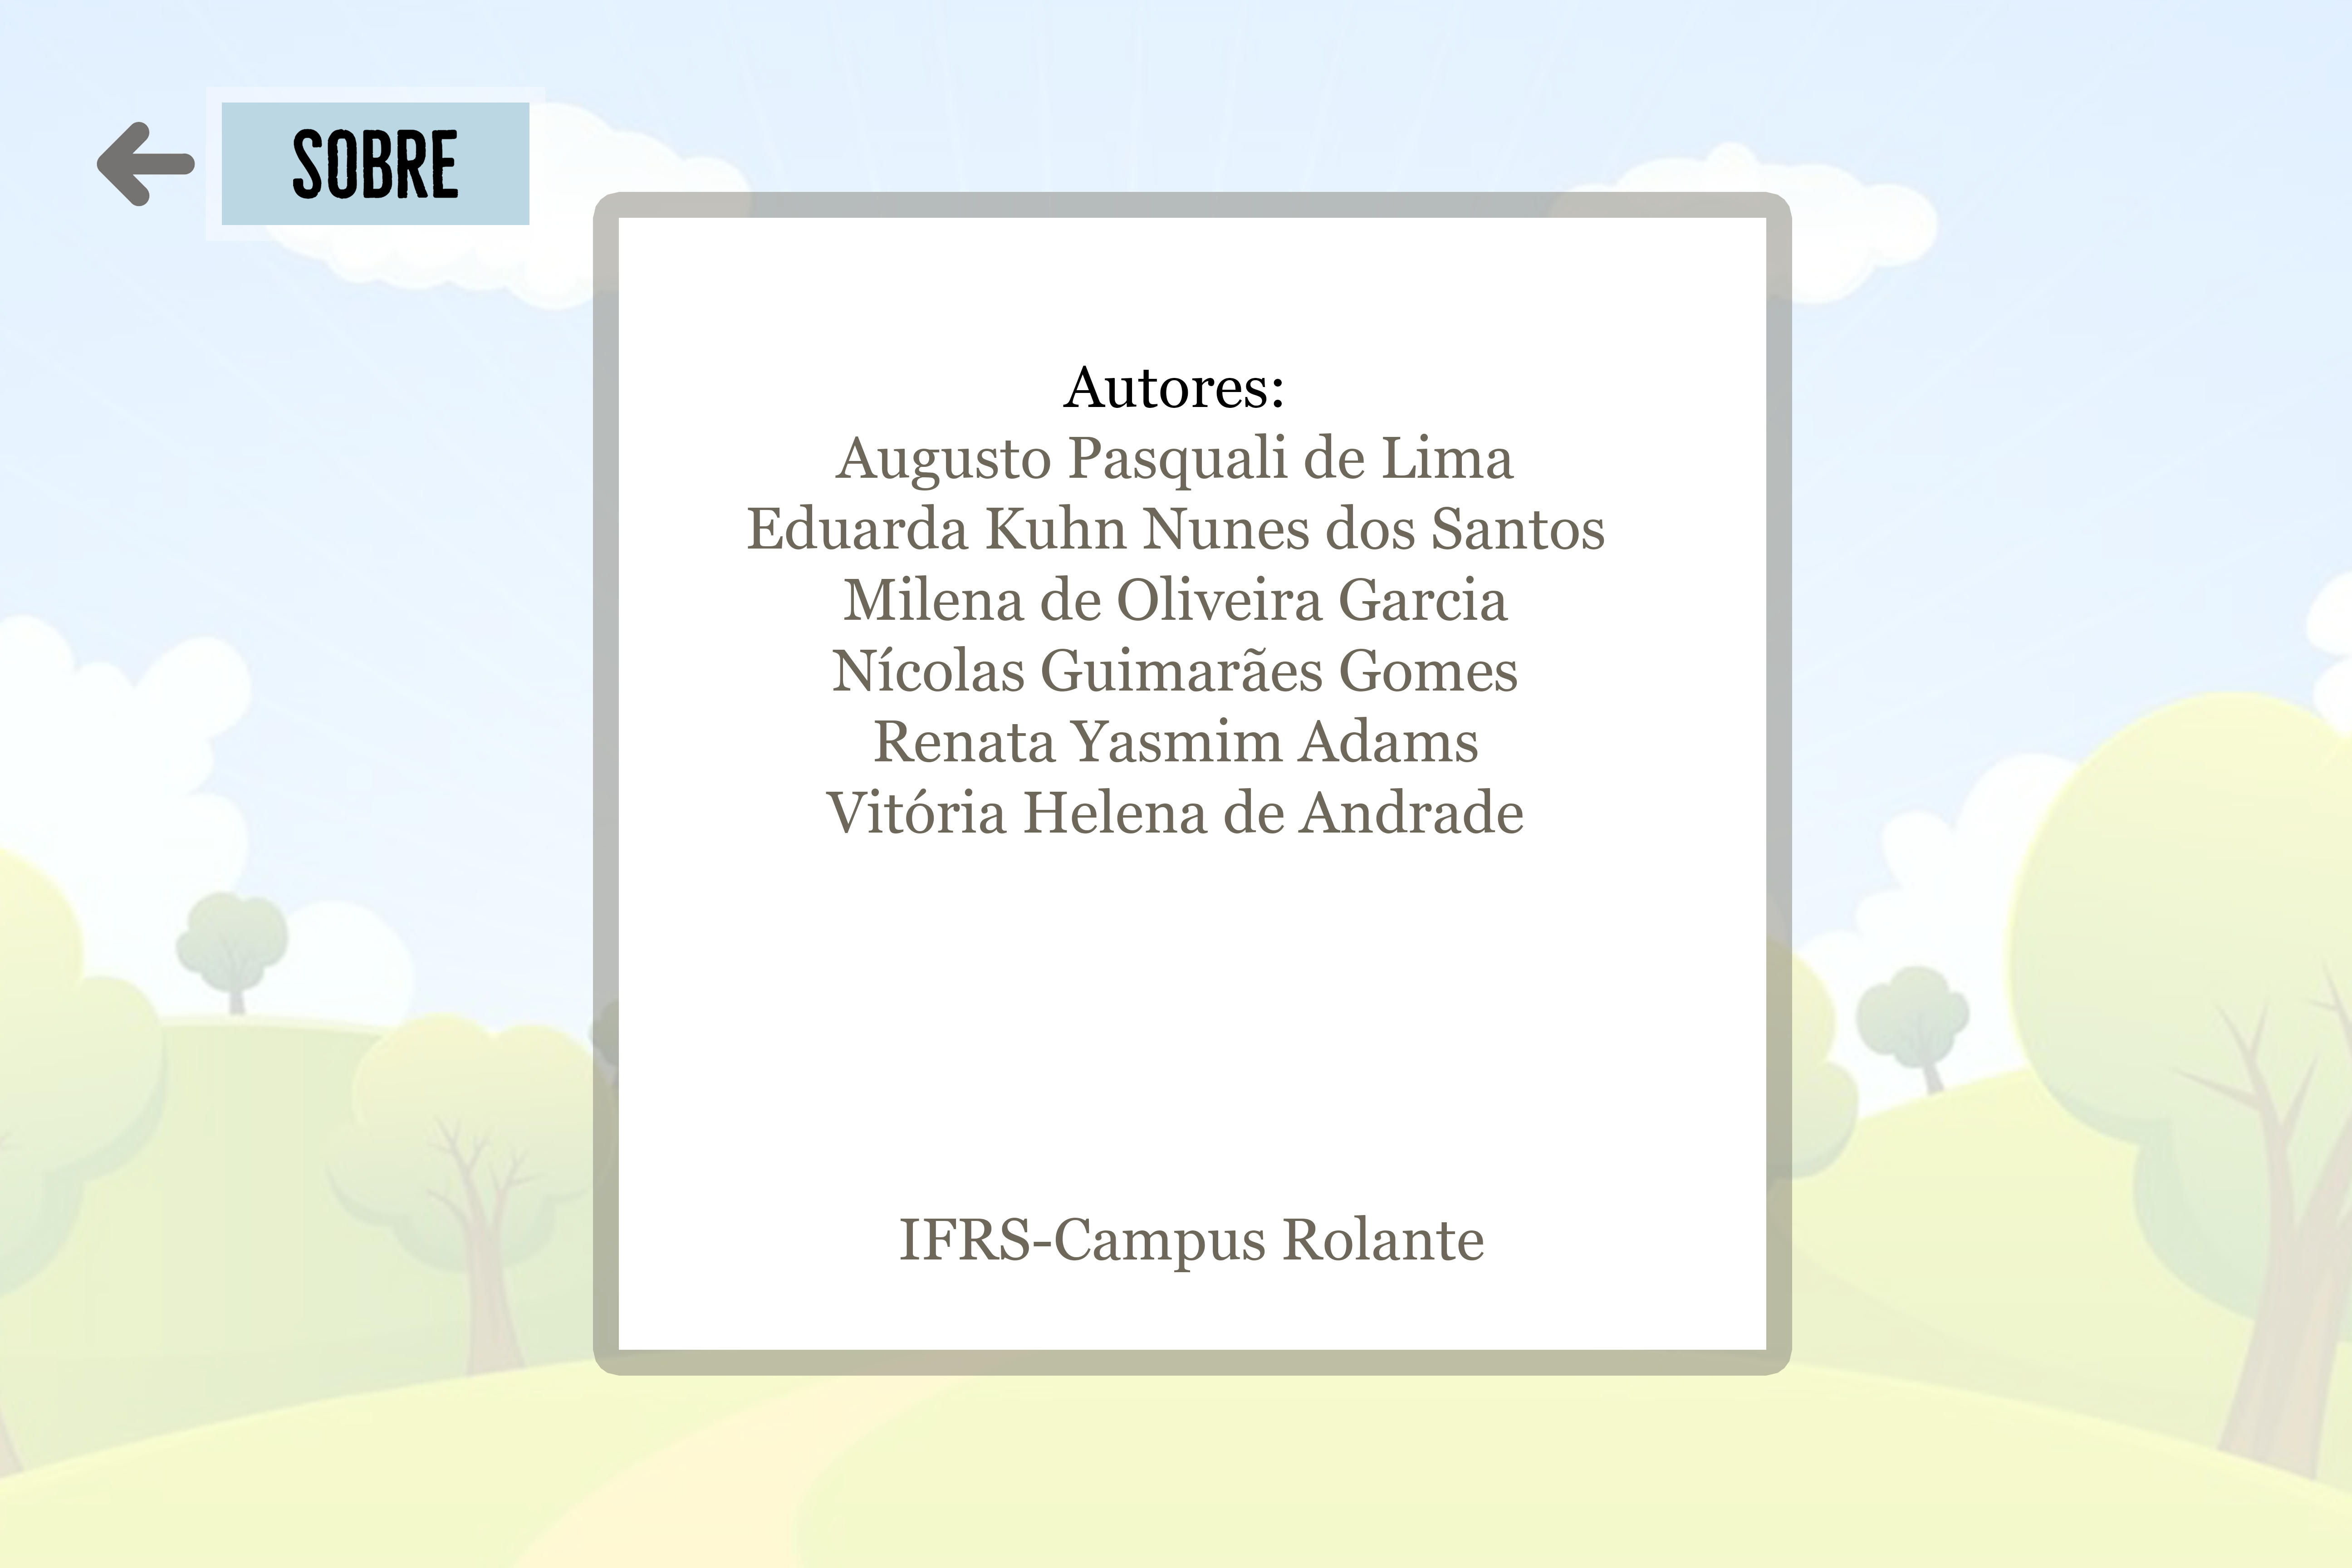 SOBRE
Autores:
Augusto Pasquali de Lima
Eduarda Kuhn Nunes dos Santos
Milena de Oliveira Garcia
Nícolas Guimarães Gomes
Renata Yasmim Adams
Vitória Helena de Andrade
IFRS-Campus Rolante